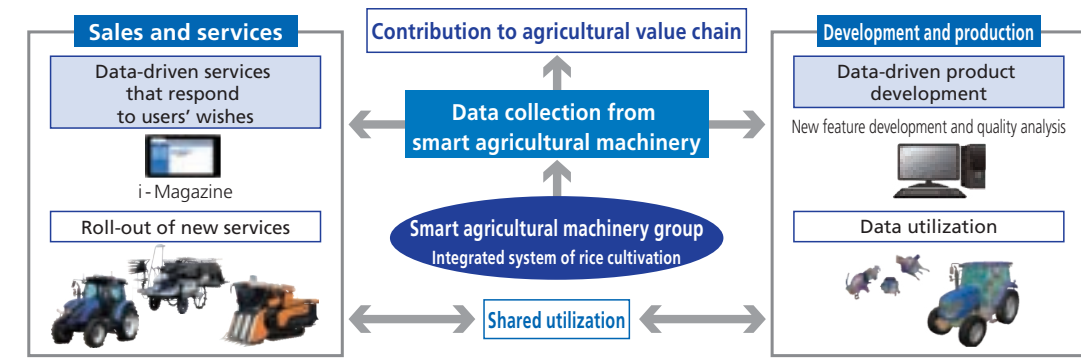 Sales and services
Data-driven services
that respond
to users' wishes
i-Magazine
Roll-out of new services
Contribution to agricultural value chain
Data collection from
smart agricultural machinery
Smart agricultural machinery group
Integrated system of rice cultivation
Shared utilization
Development and production
Data-driven product
development
New feature development and quality analysis
Data utilization